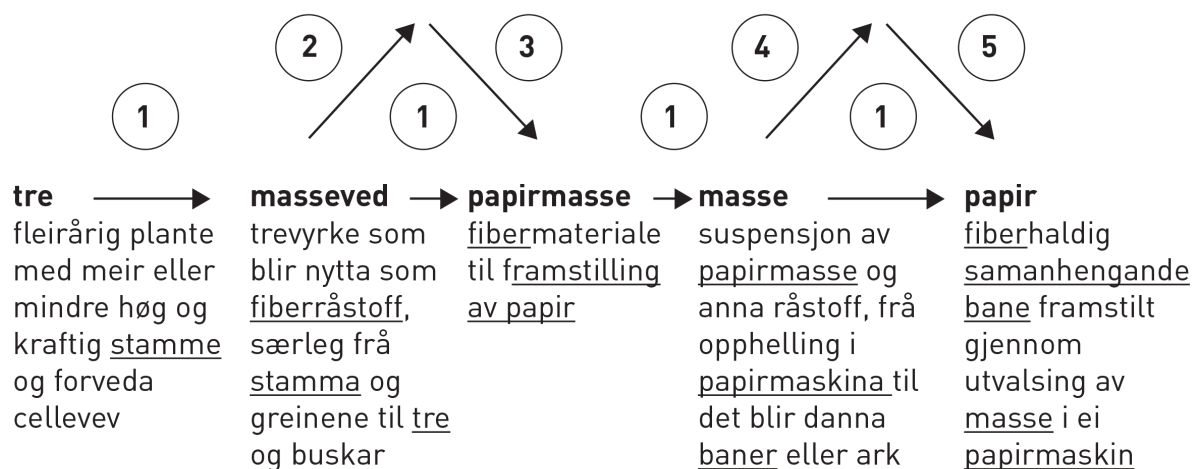 2 3 4 5
1 1 1 1
tre masseved papirmasse masse papir
fleirårig plante
med meir eller
mindre høg og
kraftig stamme
og forveda
cellevev
trevyrke som
blir nytta som
fiberråstoff,
særleg frå
stamma og
greinene til tre
og buskar
fibermateriale
til framstilling
av papir
suspensjon av
papirmasse og
anna råstoff, frå
opphelling i
papirmaskina til
det blir danna
baner eller ark
fiberhaldig
samanhengande
bane framstilt
gjennom
utvalsing av
masse i ei
papirmaskin